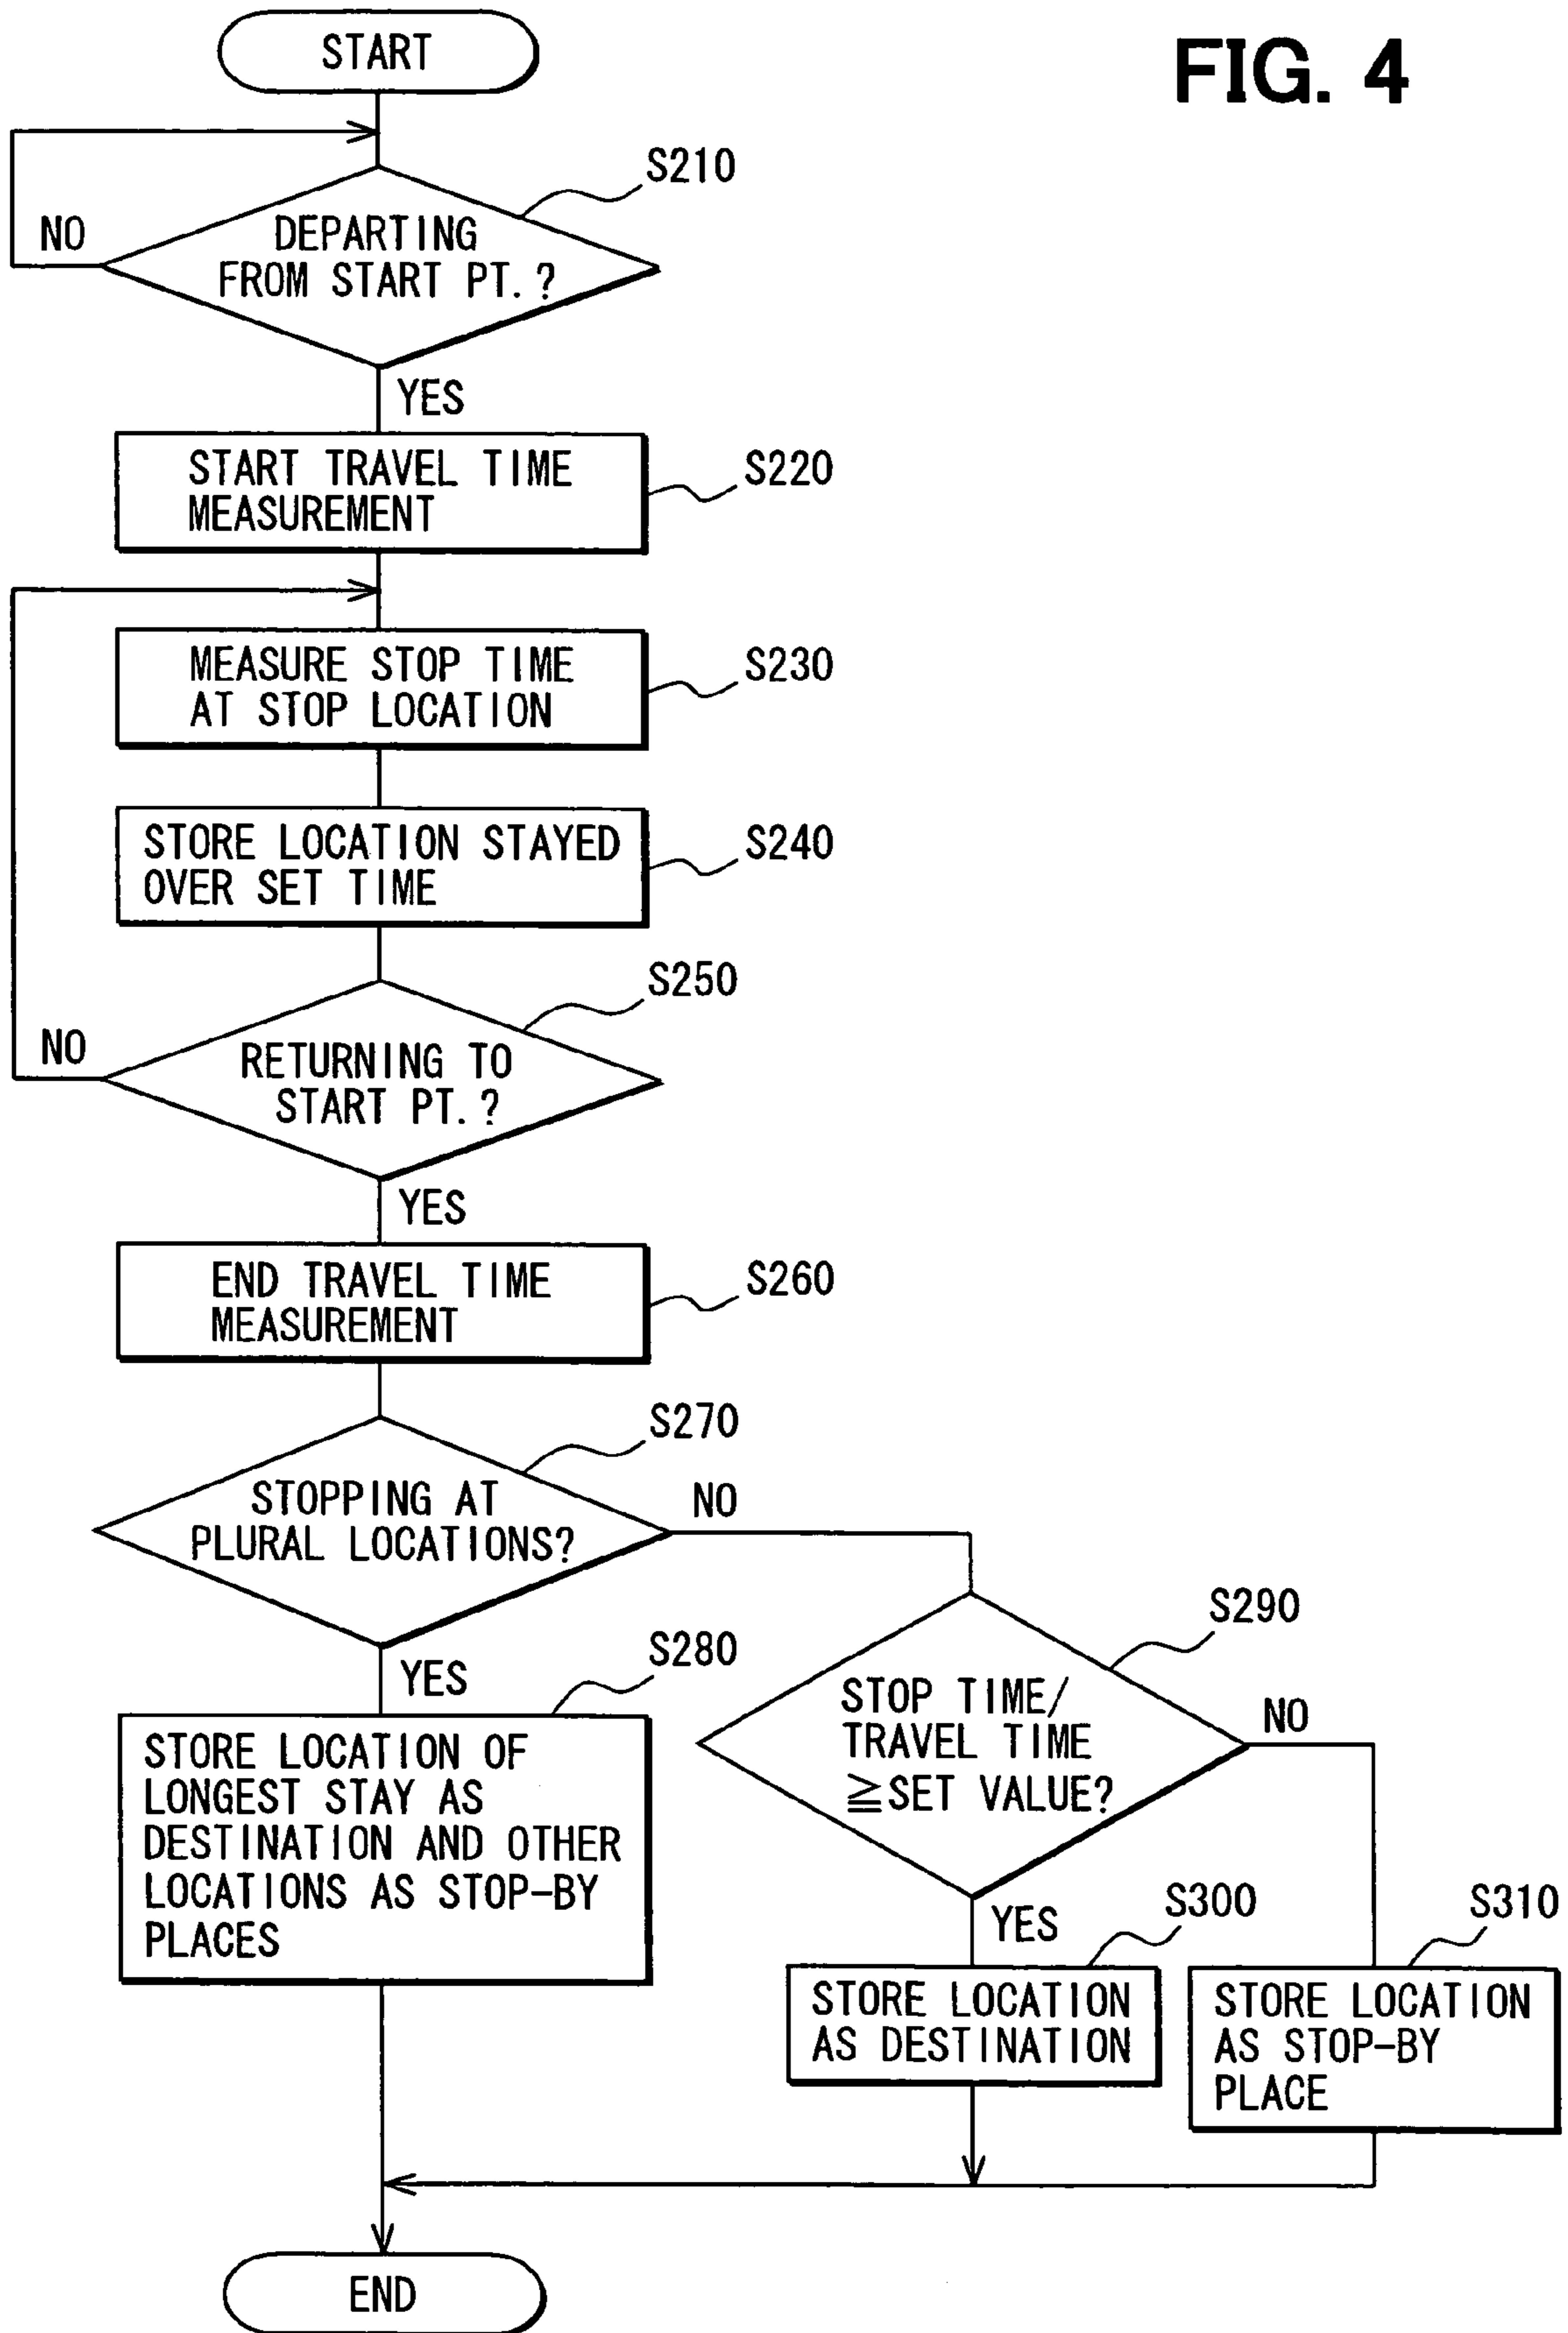 FIG. 4
START
S210
NO
DEPARTING
FROM START PT.?
YES
START TRAVEL TIME
MEASUREMENT
S220
MEASURE STOP TIME
AT STOP LOCATION
S230
STORE LOCATION STAYED
OVER SET TIME
S240
S250
NO
RETURNING TO
START PT.?
YES
END TRAVEL TIME
MEASUREMENT
S260
S270
STOPPING AT
PLURAL LOCATIONS?
NO
YES
S280
STORE LOCATION OF
LONGEST STAY AS
DESTINATION AND OTHER
LOCATIONS AS STOP-BY
PLACES
S290
STOP TIME/
TRAVEL TIME
≧SET VALUE?
NO
YES
S300
STORE LOCATION
AS DESTINATION
S310
STORE LOCATION
AS STOP-BY
PLACE
END